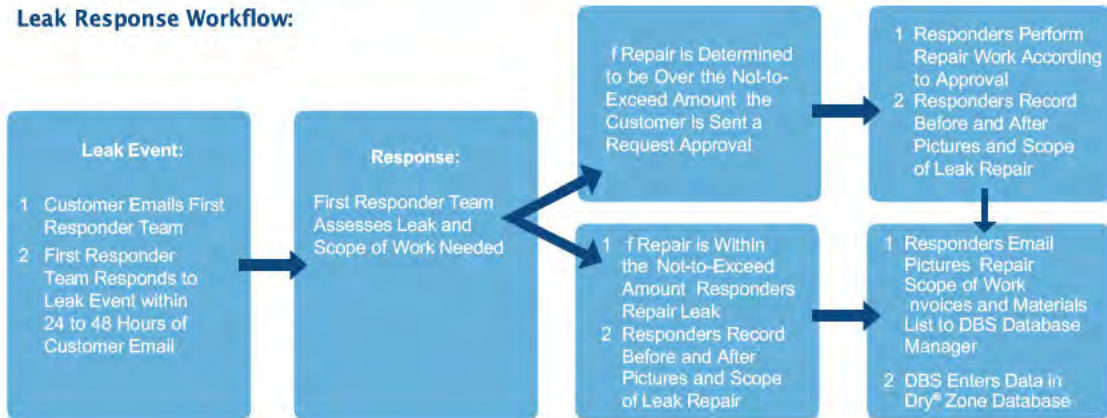 Leak Response Workflow:
Leak Event:
1 Customer Emails First
Responder Team
2 First Responder
Team Responds to
Leak Event within
24 to 48 Hours of
Customer Email
Response:
First Responder Team
Assesses Leak and
Scope of Work Needed
f Repair is Determined
to be Over the Not-to-
Exceed Amount the
Customer is Sent a
Request Approval
1 f Repair is Within
the Not-to-Exceed
Amount Responders
Repair Leak
2 Responders Record
Before and After
Pictures and Scope
of Leak Repair
1 Responders Perform
Repair Work According
to Approval
2 Responders Record
Before and After
Pictures and Scope
of Leak Repair
1 Responders Email
Pictures Repair
Scope of Work
nvoices and Materials
List to DBS Database
Manager
2 DBS Enters Data in
Dry® Zone Database